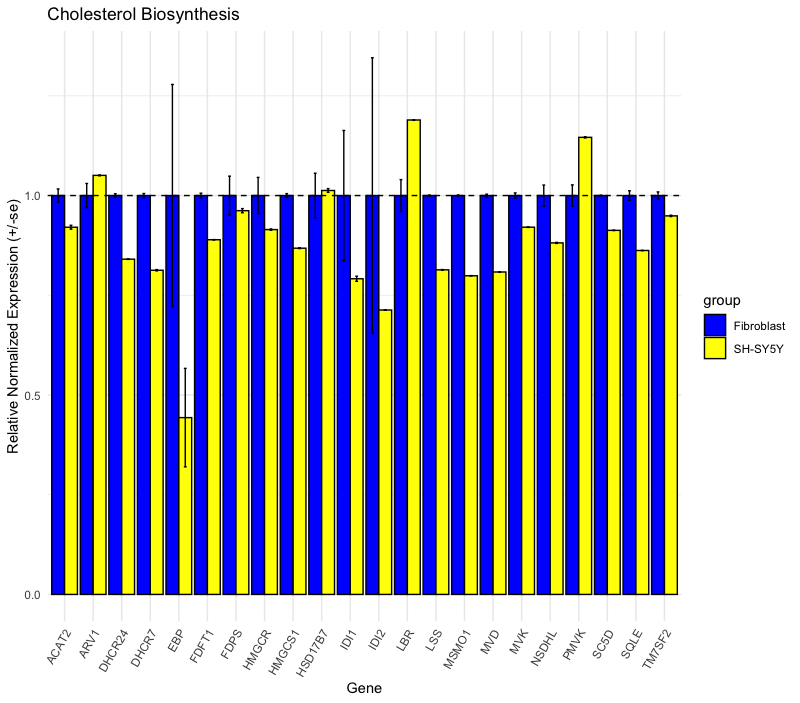 Cholesterol Biosynthesis
Relative Normalized Expression (+/-se)
1.0
0.5
0.0
ACAT2
ARV1
DHCR24
DHCR7
EBP
FDFT1
FDPS
HMGCR
HMGCS1
HSD17B7
IDI1
IDI2
LBR
LSS
MSMO1
MVD
MVK
NSDHL
PMVK
SC5D
SQLE
TM7SF2
Gene
group
Fibroblast
SH-SY5Y